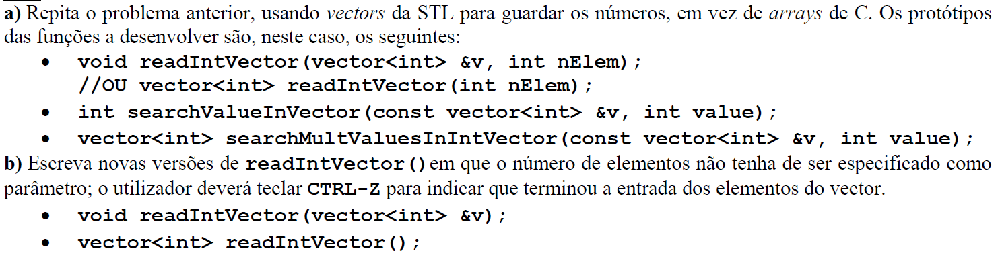 a) Repita o problema anterior, usando vectors da STL para guardar os números, em vez de arrays de C. Os protótipos
das funções a desenvolver são, neste caso, os seguintes:
• void readIntVector(vector<int> &v, int nElem);
//OU vector<int> readIntVector(int nElem);
• int searchValueInVector(const vector<int> &v, int value);
• vector<int> searchMultValuesInIntVector(const vector<int> &v, int value);
b) Escreva novas versões de readIntVector() em que o número de elementos não tenha de ser especificado como
parâmetro; o utilizador deverá teclar CTRL-Z para indicar que terminou a entrada dos elementos do vector.
• void readIntVector(vector<int> &v);
• vector<int> readIntVector();